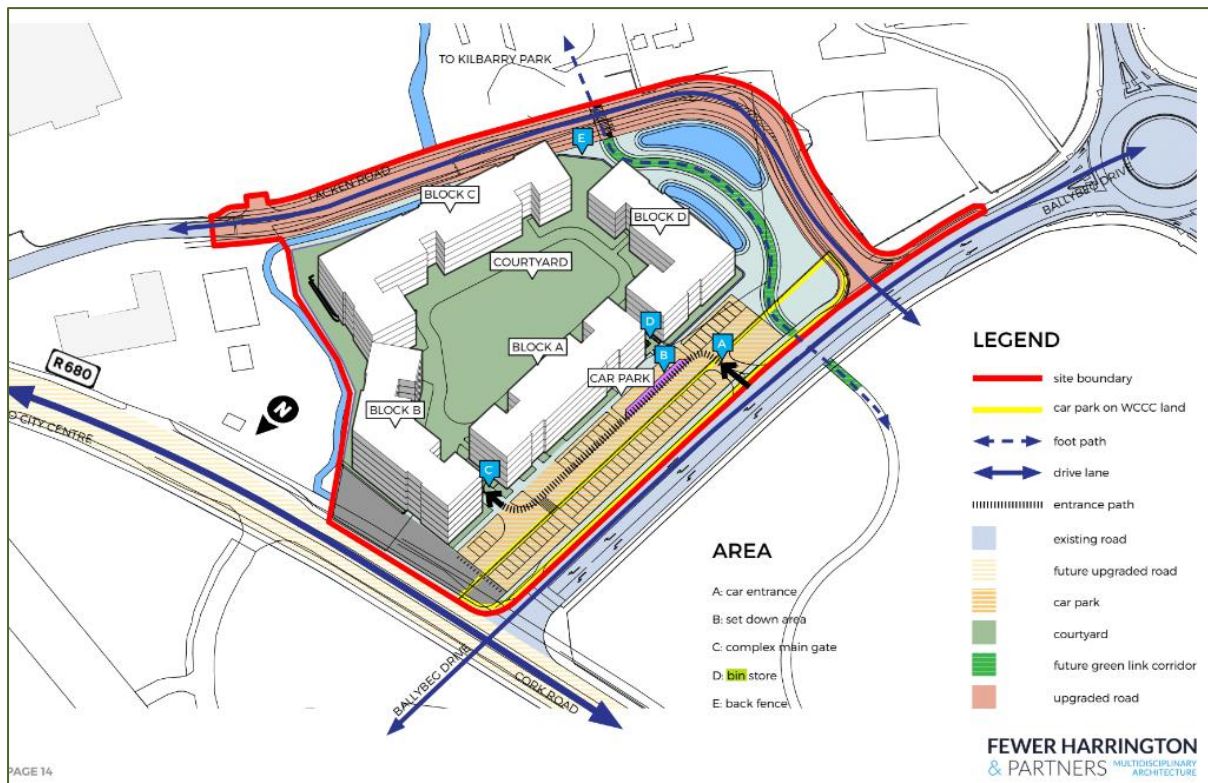 TO KILBARRY PARK
E
LACKEN ROAD
BLOCK C
BLOCK D
BALLYBEG DRIVE
COURTYARD
D
A
BLOCK A
B
R680
CAR PARK
BLOCK B
N
O CITY CENTRE
C
BALLYBEG DRIVE
CORK ROAD
AREA
A: car entrance
B: set down area
C: complex main gate
D: bin store
E: back fence
LEGEND
site boundary
car park on WCCC land
foot path
drive lane
entrance path
existing road
future upgraded road
car park
courtyard
future green link corridor
upgraded road
FEWER HARRINGTON
& PARTNERS MULTIDISCIPLINARY
ARCHITECTURE
PAGE 14